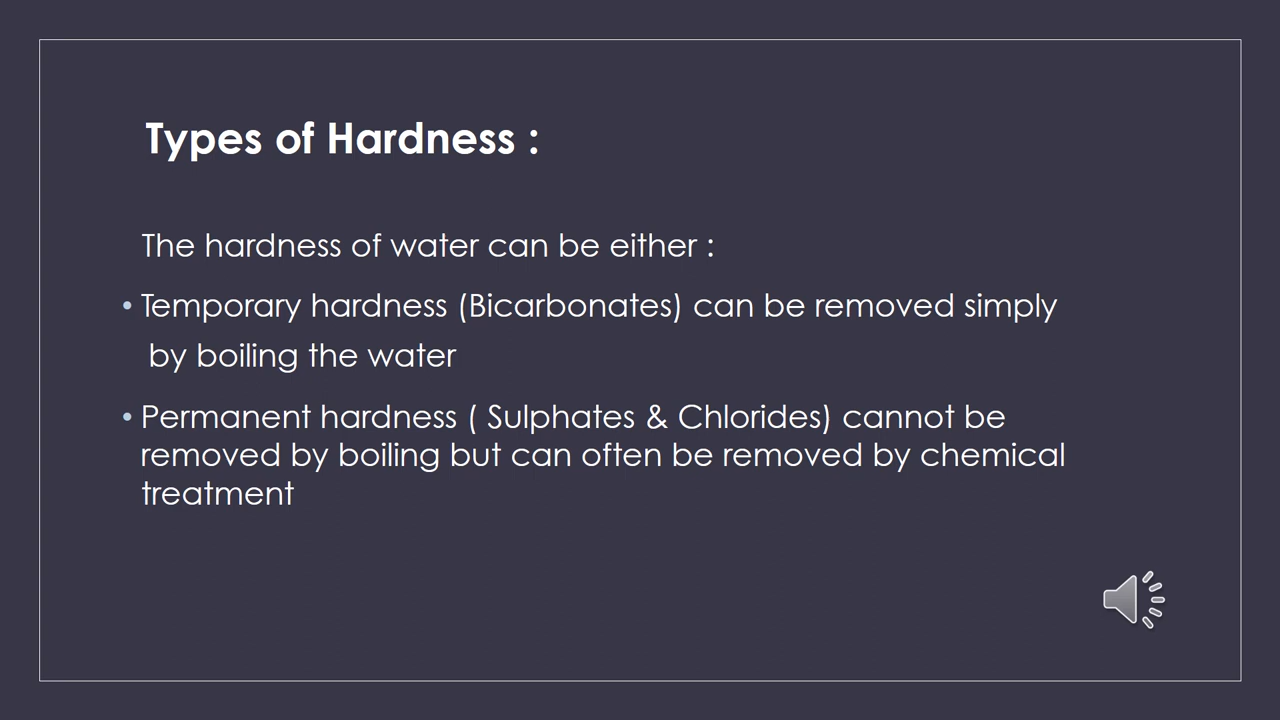 Types of Hardness :
The hardness of water can be either :
• Temporary hardness (Bicarbonates) can be removed simply
by boiling the water
• Permanent hardness ( Sulphates & Chlorides) cannot be
removed by boiling but can often be removed by chemical
treatment